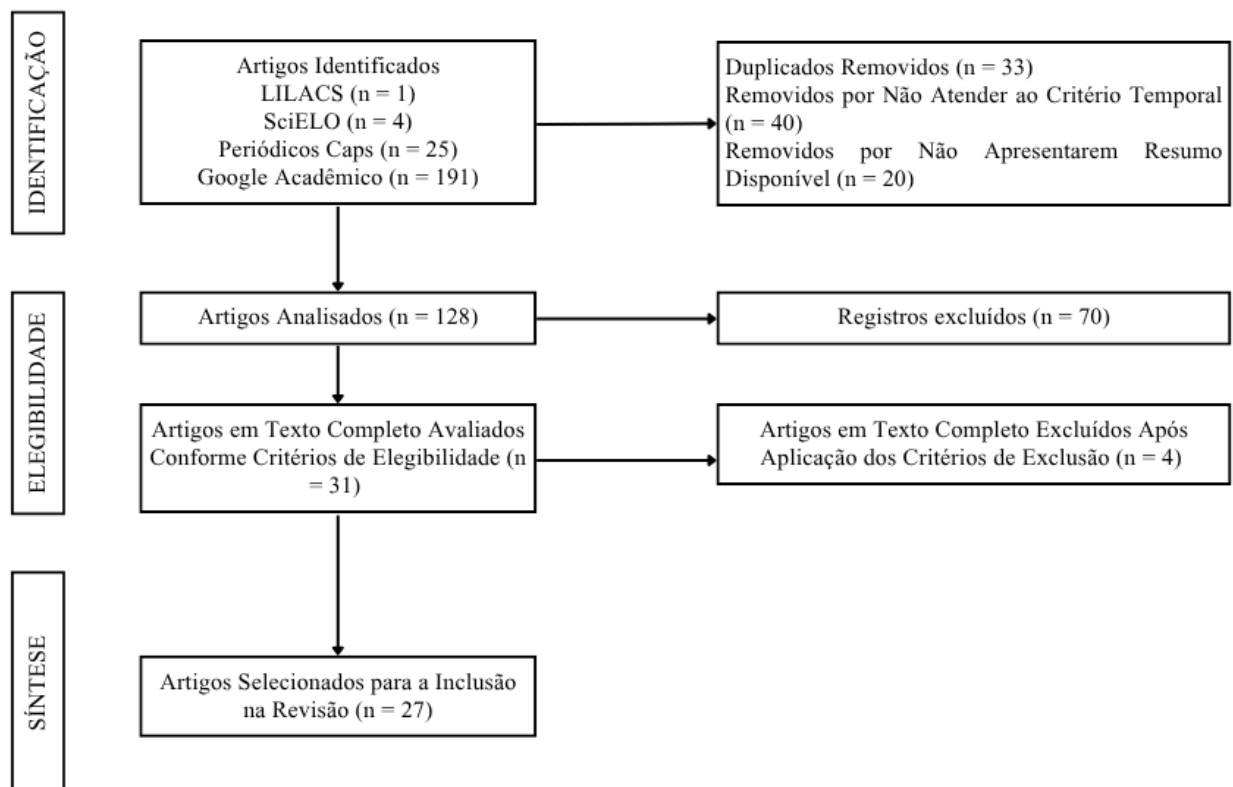 IDENTIFICAÇÃO
Artigos Identificados
LILACS (n = 1)
SciELO (n = 4)
Periódicos Caps (n = 25)
Google Acadêmico (n = 191)
Duplicados Removidos (n = 33)
Removidos por Não Atender ao Critério Temporal
(n = 40)
Removidos por Não Apresentarem Resumo
Disponível (n = 20)
ELEGIBILIDADE
Artigos Analisados (n = 128)
Registros excluídos (n = 70)
Artigos em Texto Completo Avaliados
Conforme Critérios de Elegibilidade (n
= 31)
Artigos em Texto Completo Excluídos Após
Aplicação dos Critérios de Exclusão (n = 4)
SÍNTESE
Artigos Selecionados para a Inclusão
na Revisão (n = 27)